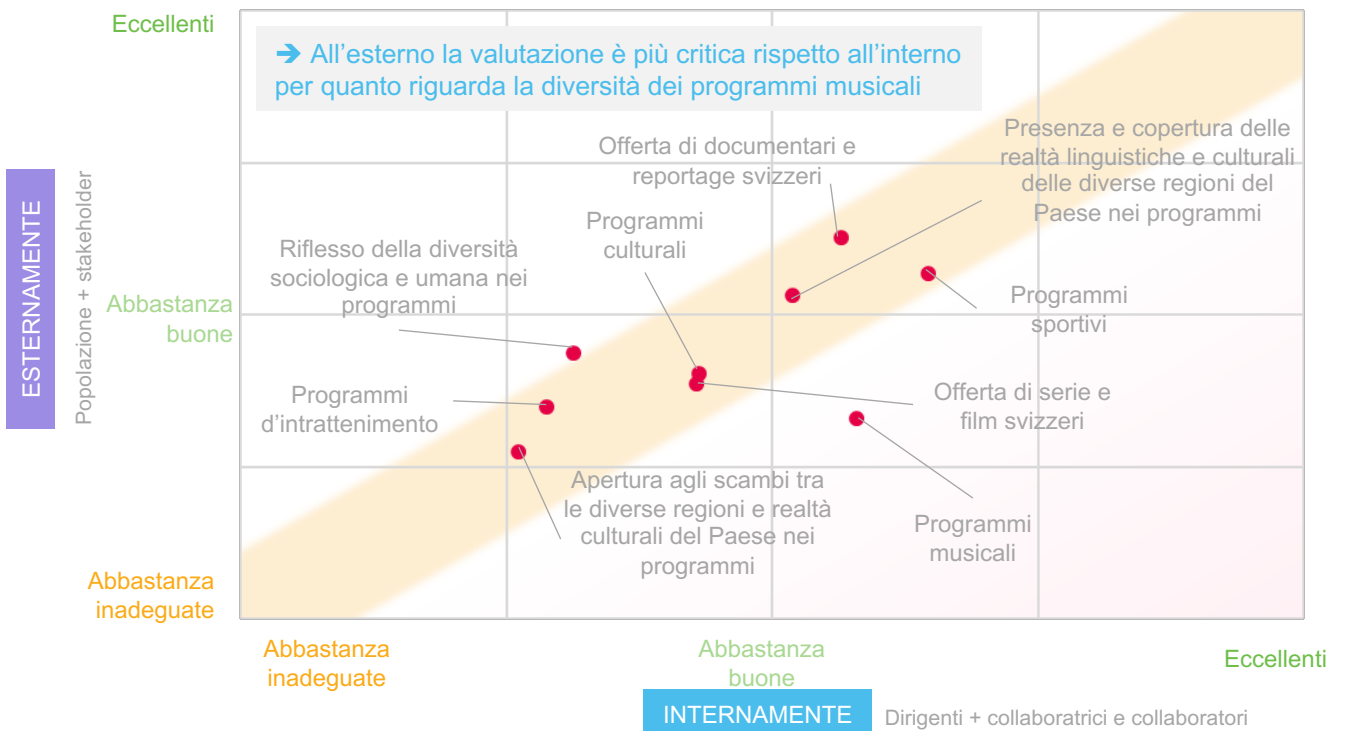 Eccellenti
➔ All'esterno la valutazione è più critica rispetto all'interno
per quanto riguarda la diversità dei programmi musicali
Presenza e copertura delle
realtà linguistiche e culturali
delle diverse regioni del
Paese nei programmi
Offerta di documentari e
reportage svizzeri
Programmi
culturali
Riflesso della diversità
sociologica e umana nei
programmi
Programmi
sportivi
ESTERNAMENTE
Popolazione + stakeholder
Abbastanza
buone
Programmi
d'intrattenimento
Offerta di serie e
film svizzeri
Apertura agli scambi tra
le diverse regioni e realtà
culturali del Paese nei
programmi
Programmi
musicali
Abbastanza
inadeguate
Abbastanza
inadeguate
Abbastanza
buone
Eccellenti
INTERNAMENTE
Dirigenti + collaboratrici e collaboratori